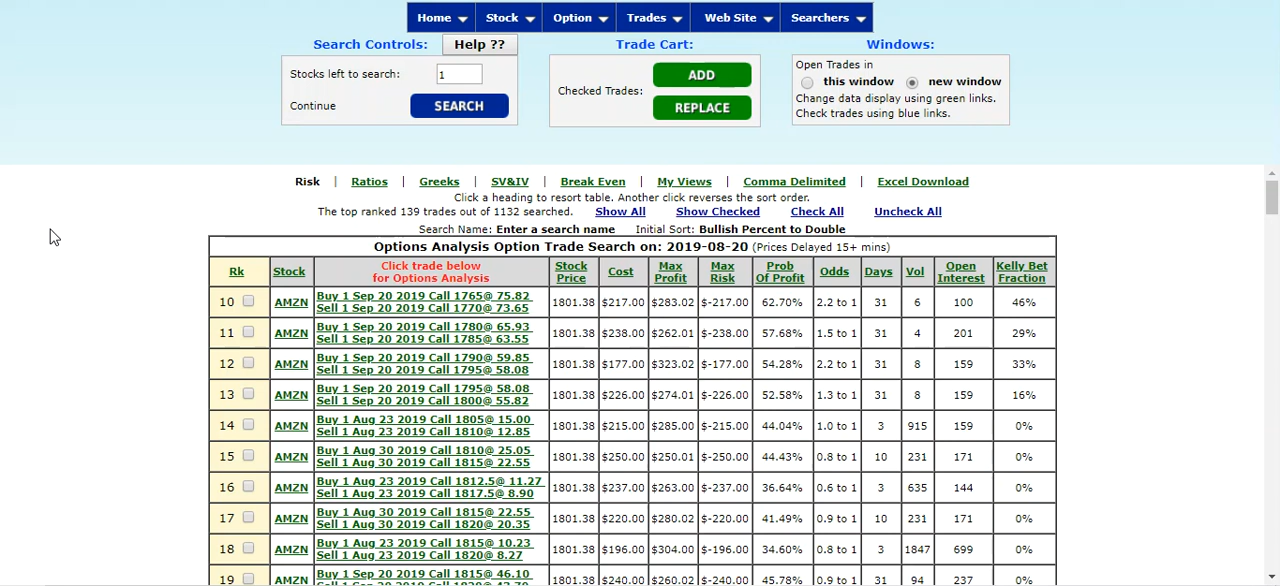 Home Stock Option Trades Web Site Searchers
Search Controls: Help ?? Trade Cart: Windows:
Stocks left to search: 1
Continue SEARCH
Checked Trades: ADD
REPLACE
Open Trades in
this window new window
Change data display using green links.
Check trades using blue links.
Risk | Ratios | Greeks | SV&IV | Break Even | My Views | Comma Delimited | Excel Download
Click a heading to resort table. Another click reverses the sort order.
The top ranked 139 trades out of 1132 searched. Show All Show Checked Check All Uncheck All
Search Name: Enter a search name Initial Sort: Bullish Percent to Double
Options Analysis Option Trade Search on: 2019-08-20 (Prices Delayed 15+ mins)
Rk Stock Click trade below for Options Analysis Stock Price Cost Max Profit Max Risk Prob Of Profit Odds Days Vol Open Interest Kelly Bet Fraction
10 AMZN Buy 1 Sep 20 2019 Call 1765@ 75.82 1801.38 $217.00 $283.02 $-217.00 62.70% 2.2 to 1 31 6 100 46%
Sell 1 Sep 20 2019 Call 1770@ 73.65
11 AMZN Buy 1 Sep 20 2019 Call 1780@ 65.93 1801.38 $238.00 $262.01 $-238.00 57.68% 1.5 to 1 31 4 201 29%
Sell 1 Sep 20 2019 Call 1785@ 63.55
12 AMZN Buy 1 Sep 20 2019 Call 1790@ 59.85 1801.38 $177.00 $323.02 $-177.00 54.28% 2.2 to 1 31 8 159 33%
Sell 1 Sep 20 2019 Call 1795@ 58.08
13 AMZN Buy 1 Sep 20 2019 Call 1795@ 58.08 1801.38 $226.00 $274.01 $-226.00 52.58% 1.3 to 1 31 8 159 16%
Sell 1 Sep 20 2019 Call 1800@ 55.82
14 AMZN Buy 1 Aug 23 2019 Call 1805@ 15.00 1801.38 $215.00 $285.00 $-215.00 44.04% 1.0 to 1 3 915 159 0%
Sell 1 Aug 23 2019 Call 1810@ 12.85
15 AMZN Buy 1 Aug 30 2019 Call 1810@ 25.05 1801.38 $250.00 $250.01 $-250.00 44.43% 0.8 to 1 10 231 171 0%
Sell 1 Aug 30 2019 Call 1815@ 22.55
16 AMZN Buy 1 Aug 23 2019 Call 1812.5@ 11.27 1801.38 $237.00 $263.00 $-237.00 36.64% 0.6 to 1 3 635 144 0%
Sell 1 Aug 23 2019 Call 1817.5@ 8.90
17 AMZN Buy 1 Aug 30 2019 Call 1815@ 22.55 1801.38 $220.00 $280.02 $-220.00 41.49% 0.9 to 1 10 231 171 0%
Sell 1 Aug 30 2019 Call 1820@ 20.35
18 AMZN Buy 1 Aug 23 2019 Call 1815@ 10.23 1801.38 $196.00 $304.00 $-196.00 34.60% 0.8 to 1 3 1847 699 0%
Sell 1 Aug 23 2019 Call 1820@ 8.27
19 AMZN Buy 1 Sep 20 2019 Call 1815@ 46.10 1801.38 $240.00 $260.02 $-240.00 45.78% 0.9 to 1 31 94 237 0%